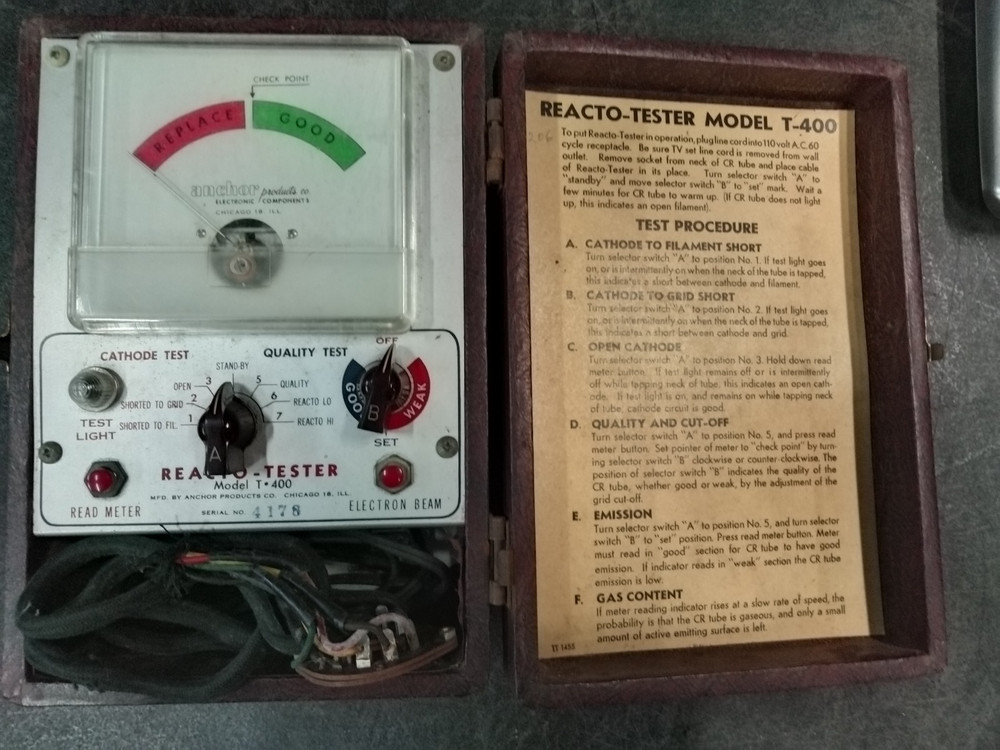 CHECK POINT
REPLACE
GOOD
anchor products co.
ELECTRONIC COMPONENTS
CHICAGO 18, ILL.
CATHODE TEST
QUALITY TEST
OFF
STAND-BY
OPEN
3
5
QUALITY
SHORTED TO GRID
2
6
REACTO LO
SHORTED TO FIL.
1
7
REACTO HI
TEST
LIGHT
A
GOOD
B
WEAK
SET
REACTO-TESTER
Model T•400
MFD. BY ANCHOR PRODUCTS CO. CHICAGO 18, ILL.
READ METER
SERIAL NO. 4178
ELECTRON BEAM
REACTO-TESTER MODEL T-400
To put Reacto-Tester in operation, plug line cord into 110 volt A.C. 60
cycle receptacle. Be sure TV set line cord is removed from wall
outlet. Remove socket from neck of CR tube and place cable
of Reacto-Tester in its place. Turn selector switch "A" to
"standby" and move selector switch "B" to "set" mark. Wait a
few minutes for CR tube to warm up. (If CR tube does not light
up, this indicates an open filament).
TEST PROCEDURE
A. CATHODE TO FILAMENT SHORT
Turn selector switch "A" to position No. 1. If test light goes
on, or is intermittently on when the neck of the tube is tapped,
this indicates a short between cathode and filament.
B. CATHODE TO GRID SHORT
Turn selector switch "A" to position No. 2. If test light goes
on, or is intermittently on when the neck of the tube is tapped,
this indicates a short between cathode and grid.
C. OPEN CATHODE
Turn selector switch "A" to position No. 3. Hold down read
meter button. If test light remains off or is intermittently
off while tapping neck of tube, this indicates an open cath-
ode. If test light is on, and remains on while tapping neck
of tube, cathode circuit is good.
D. QUALITY AND CUT-OFF
Turn selector switch "A" to position No. 5, and press read
meter button. Set pointer of meter to "check point" by turn-
ing selector switch "B" clockwise or counter-clockwise. The
position of selector switch "B" indicates the quality of the
CR tube, whether good or weak, by the adjustment of the
grid cut-off.
E. EMISSION
Turn selector switch "A" to position No. 5, and turn selector
switch "B" to "set" position. Press read meter button. Meter
must read in "good" section for CR tube to have good
emission. If indicator reads in "weak" section the CR tube
emission is low.
F. GAS CONTENT
If meter reading indicator rises at a slow rate of speed, the
probability is that the CR tube is gaseous, and only a small
amount of active emitting surface is left.
TI 1455